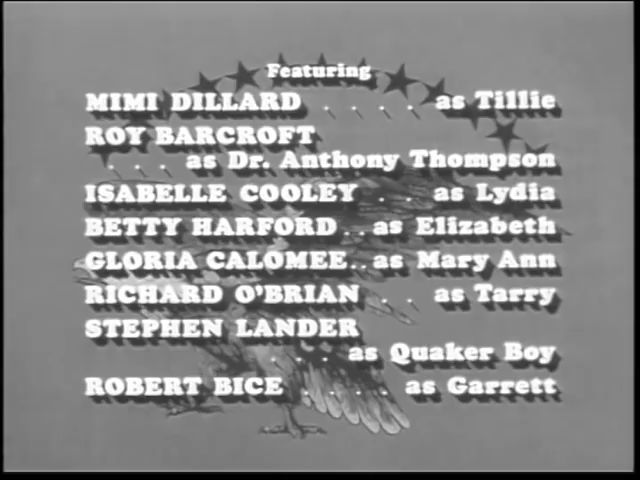 Featuring
MIMI DILLARD . . . . as Tillie
ROY BARCROFT
. . . as Dr. Anthony Thompson
ISABELLE COOLEY . . as Lydia
BETTY HARFORD . . as Elizabeth
GLORIA CALOMEE . . as Mary Ann
RICHARD O'BRIAN . . as Tarry
STEPHEN LANDER
. . . as Quaker Boy
ROBERT BICE . . . . as Garrett